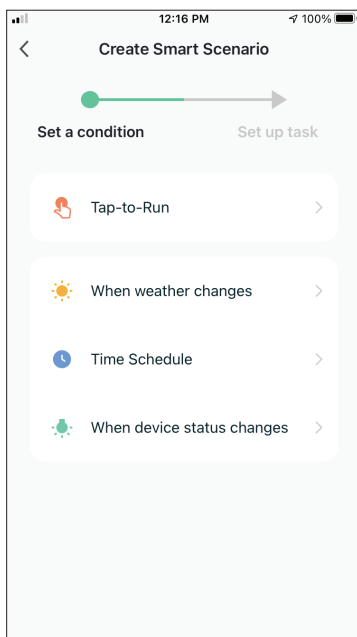 12:16 PM 100%
Create Smart Scenario
Set a condition Set up task
Tap-to-Run
When weather changes
Time Schedule
When device status changes